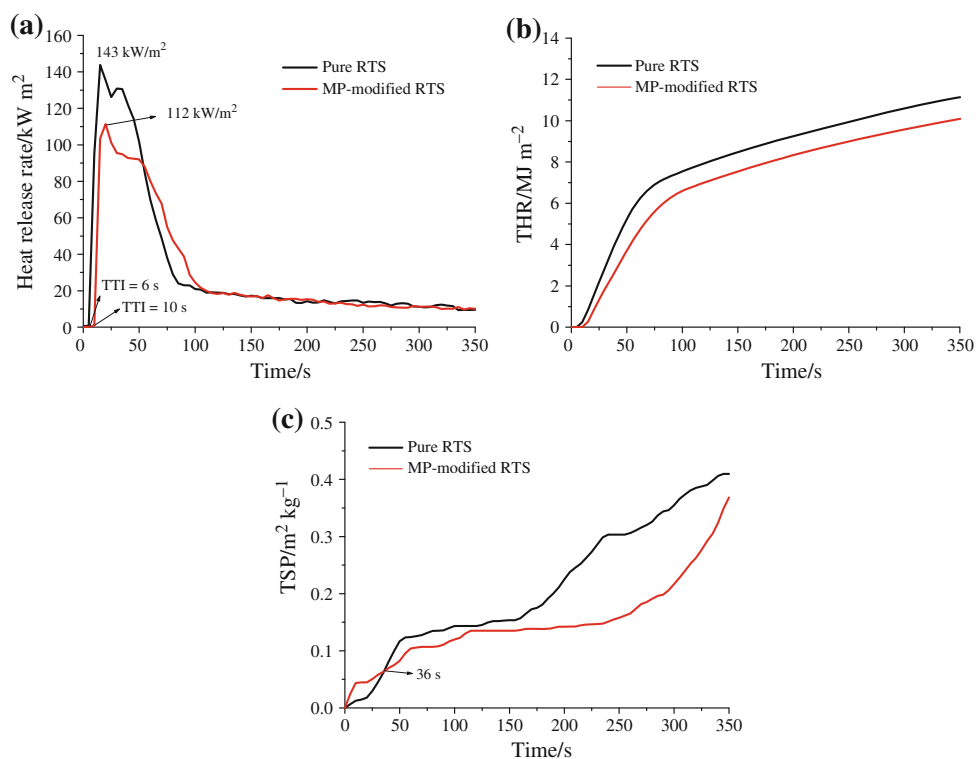 (a)
160
140
120
100
80
60
40
20
0
Heat release rate/kW m²
143 kW/m²
112 kW/m²
Pure RTS
MP-modified RTS
TTI = 6 s
TTI = 10 s
0 50 100 150 200 250 300 350
Time/s
(b)
14
12
10
8
6
4
2
0
THR/MJ m⁻²
Pure RTS
MP-modified RTS
0 50 100 150 200 250 300 350
Time/s
(c)
0.5
0.4
0.3
0.2
0.1
0.0
TSP/m² kg⁻¹
Pure RTS
MP-modified RTS
36 s
0 50 100 150 200 250 300 350
Time/s